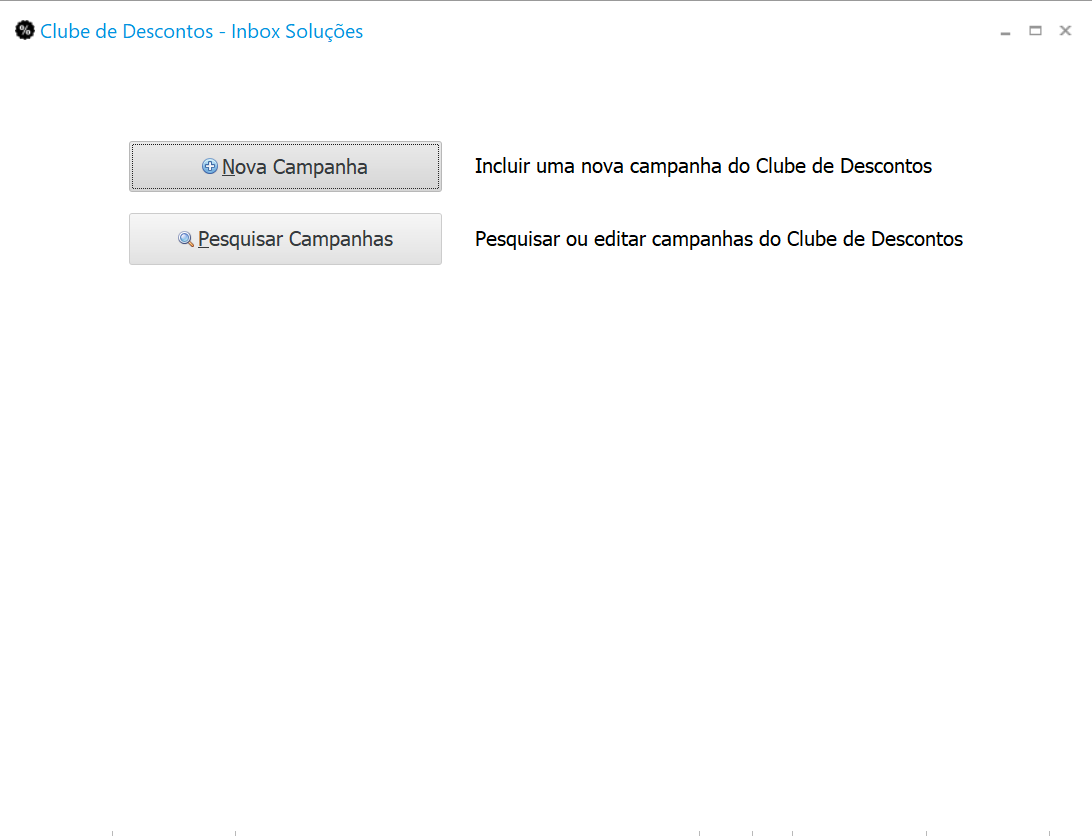 Clube de Descontos - Inbox Soluções
Nova Campanha Incluir uma nova campanha do Clube de Descontos
Pesquisar Campanhas Pesquisar ou editar campanhas do Clube de Descontos